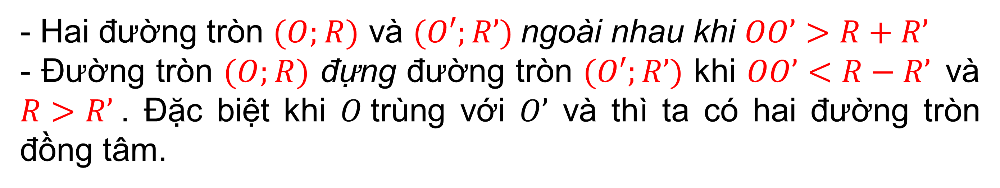 - Hai đường tròn (O; R) và (O′; R’) ngoài nhau khi OO’ > R + R’
- Đường tròn (O; R) đựng đường tròn (O′; R’) khi OO’ < R − R’ và
R > R’ . Đặc biệt khi O trùng với O’ và thì ta có hai đường tròn
đồng tâm.